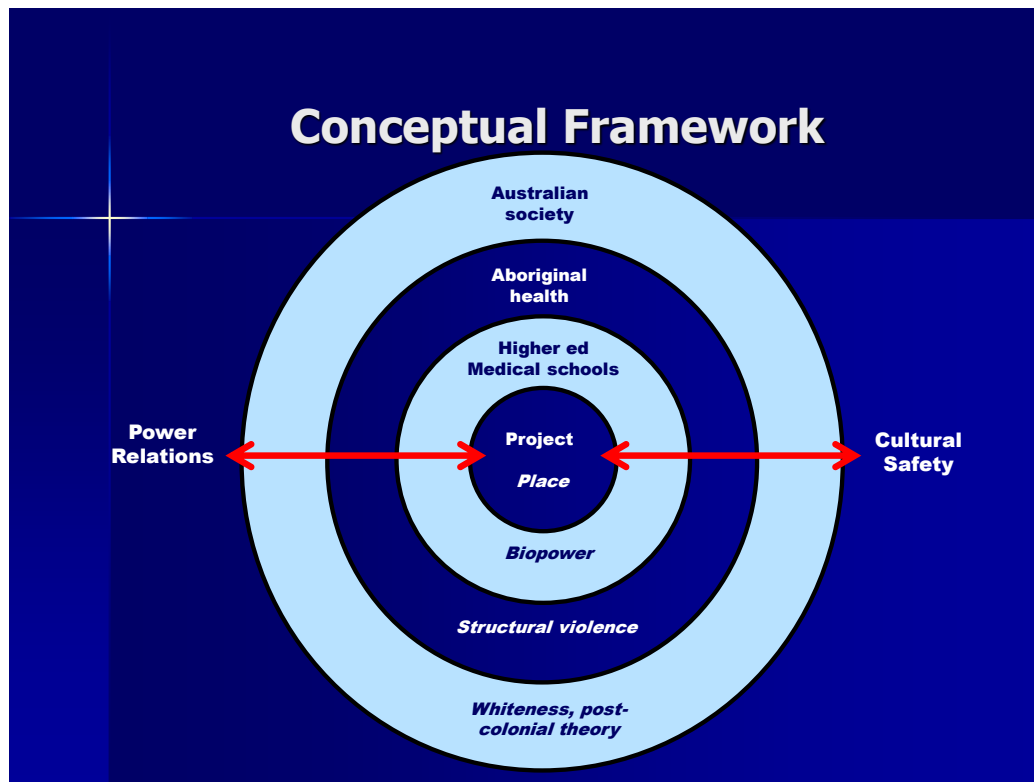 Conceptual Framework
Australian
society
Aboriginal
health
Higher ed
Medical schools
Power
Relations
Project
Cultural
Safety
Place
Biopower
Structural violence
Whiteness, post-
colonial theory